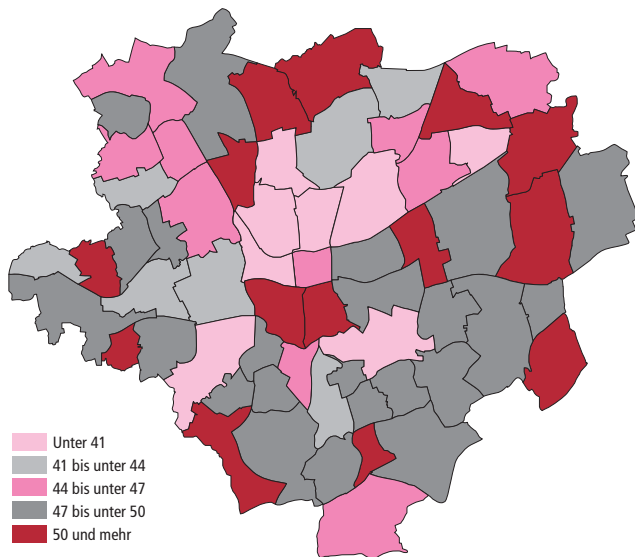 Unter 41
41 bis unter 44
44 bis unter 47
47 bis unter 50
50 und mehr